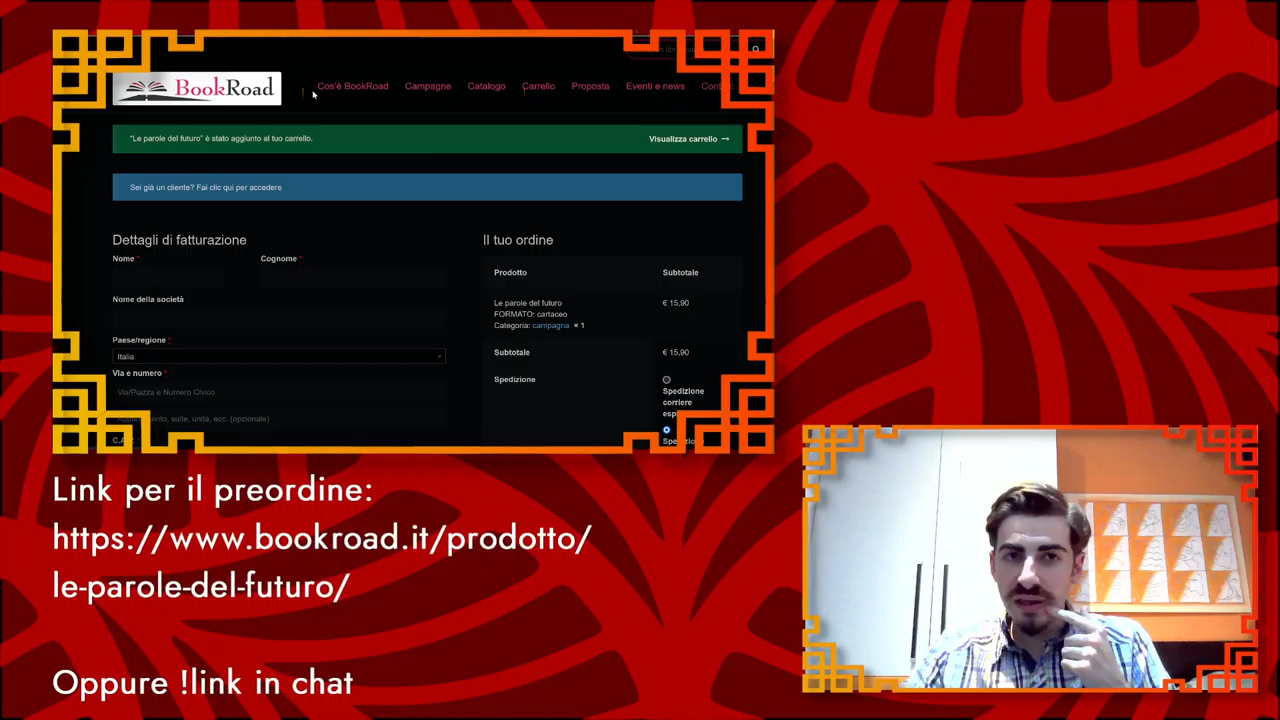 BookRoad
Cos'è BookRoad Campagne Catalogo Carrello Proposta Eventi e news
"Le parole del futuro" è stato aggiunto al tuo carrello.
Visualizza carrello →
Sei già un cliente? Fai clic qui per accedere
Dettagli di fatturazione
Nome *
Cognome *
Nome della società
Paese/regione *
Italia
Via e numero *
Via/Piazza e Numero Civico
suite, unità, ecc. (opzionale)
Il tuo ordine
Prodotto Subtotale
Le parole del futuro € 15,90
FORMATO: cartaceo
Categoria: campagna × 1
Subtotale € 15,90
Spedizione
Spedizione
corriere
Link per il preordine:
https://www.bookroad.it/prodotto/
le-parole-del-futuro/
Oppure !link in chat